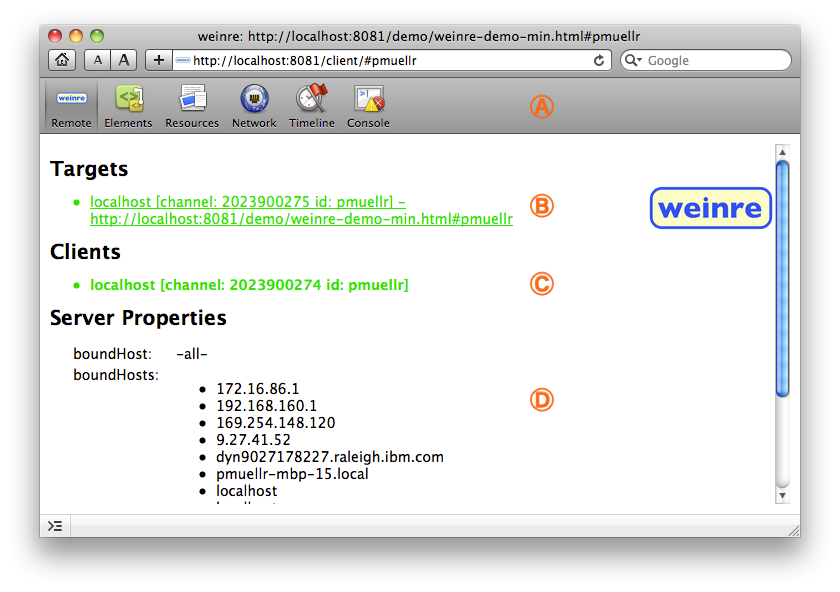 weinre: http://localhost:8081/demo/weinre-demo-min.html#pmuellr
A A + http://localhost:8081/client/#pmuellr Google
weinre
Remote Elements Resources Network Timeline Console
A
Targets
localhost [channel: 2023900275 id: pmuellr] -
http://localhost:8081/demo/weinre-demo-min.html#pmuellr
B
weinre
Clients
localhost [channel: 2023900274 id: pmuellr]
C
Server Properties
boundHost: -all-
boundHosts:
172.16.86.1
192.168.160.1
D
169.254.148.120
9.27.41.52
dyn9027178227.raleigh.ibm.com
pmuellr-mbp-15.local
localhost